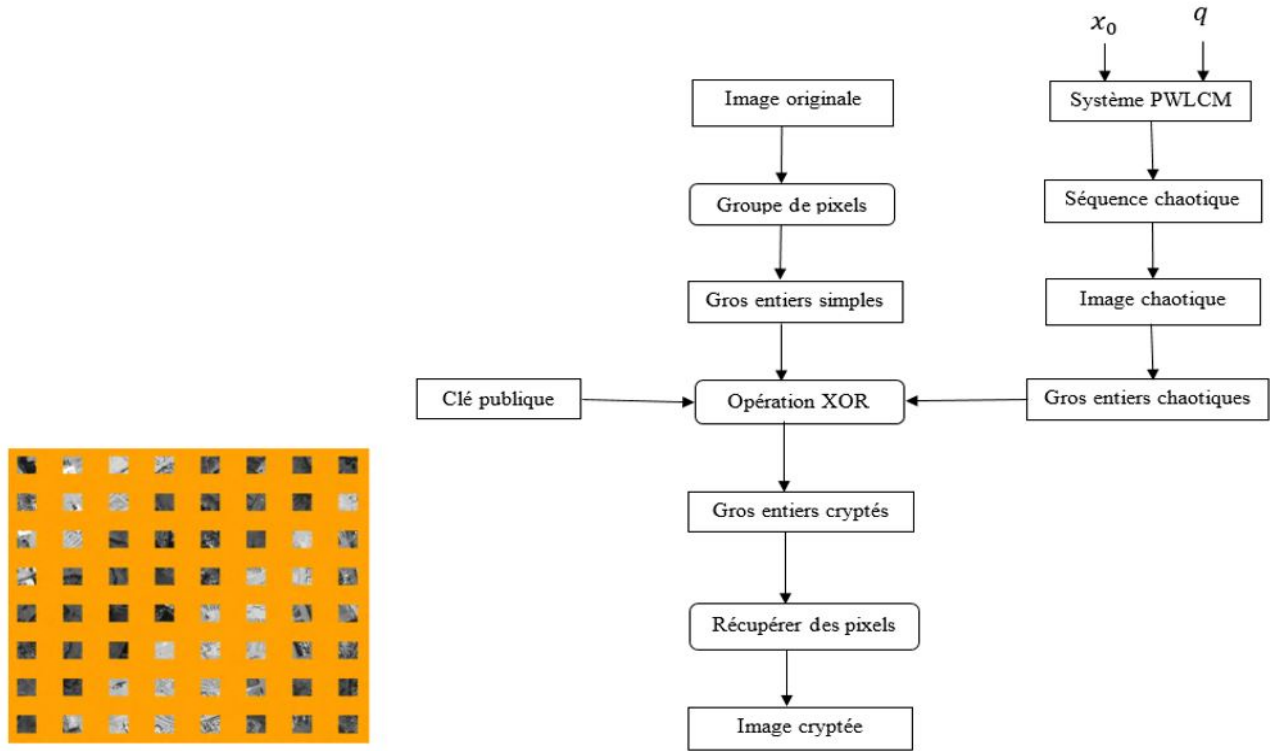 x₀
q
Image originale
Système PWLCM
Groupe de pixels
Séquence chaotique
Gros entiers simples
Image chaotique
Clé publique
Opération XOR
Gros entiers chaotiques
Gros entiers cryptés
Récupérer des pixels
Image cryptée